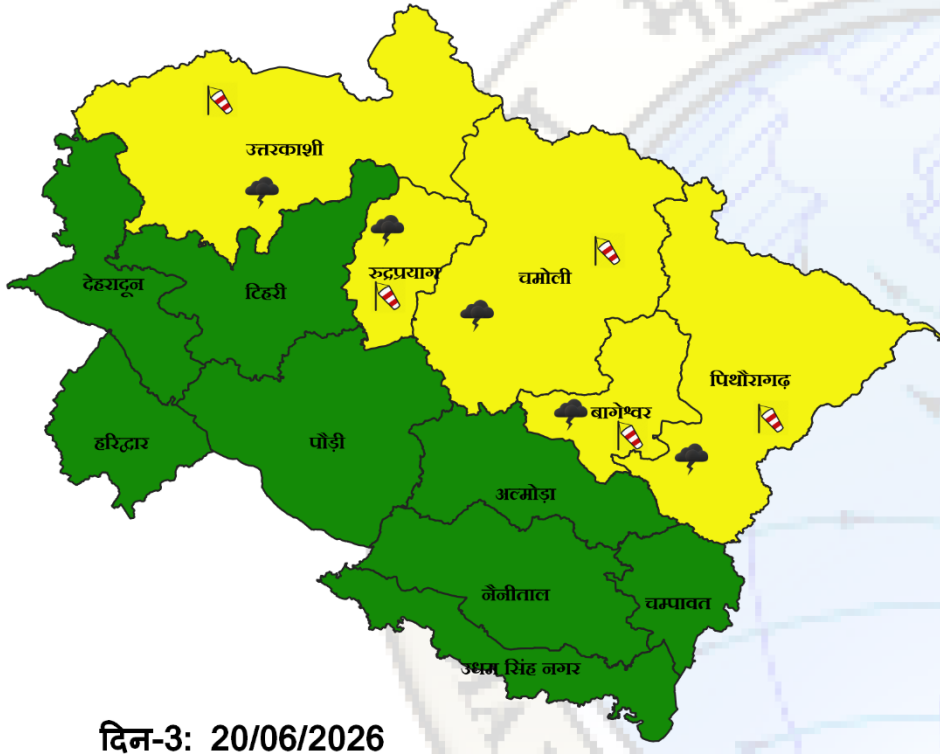 उत्तरकाशी
देहरादून
टिहरी
रुद्रप्रयाग
चमोली
पिथौरागढ़
बागेश्वर
हरिद्वार
पौड़ी
अल्मोड़ा
नैनीताल
चम्पावत
उधम सिंह नगर
दिन-3: 20/06/2026